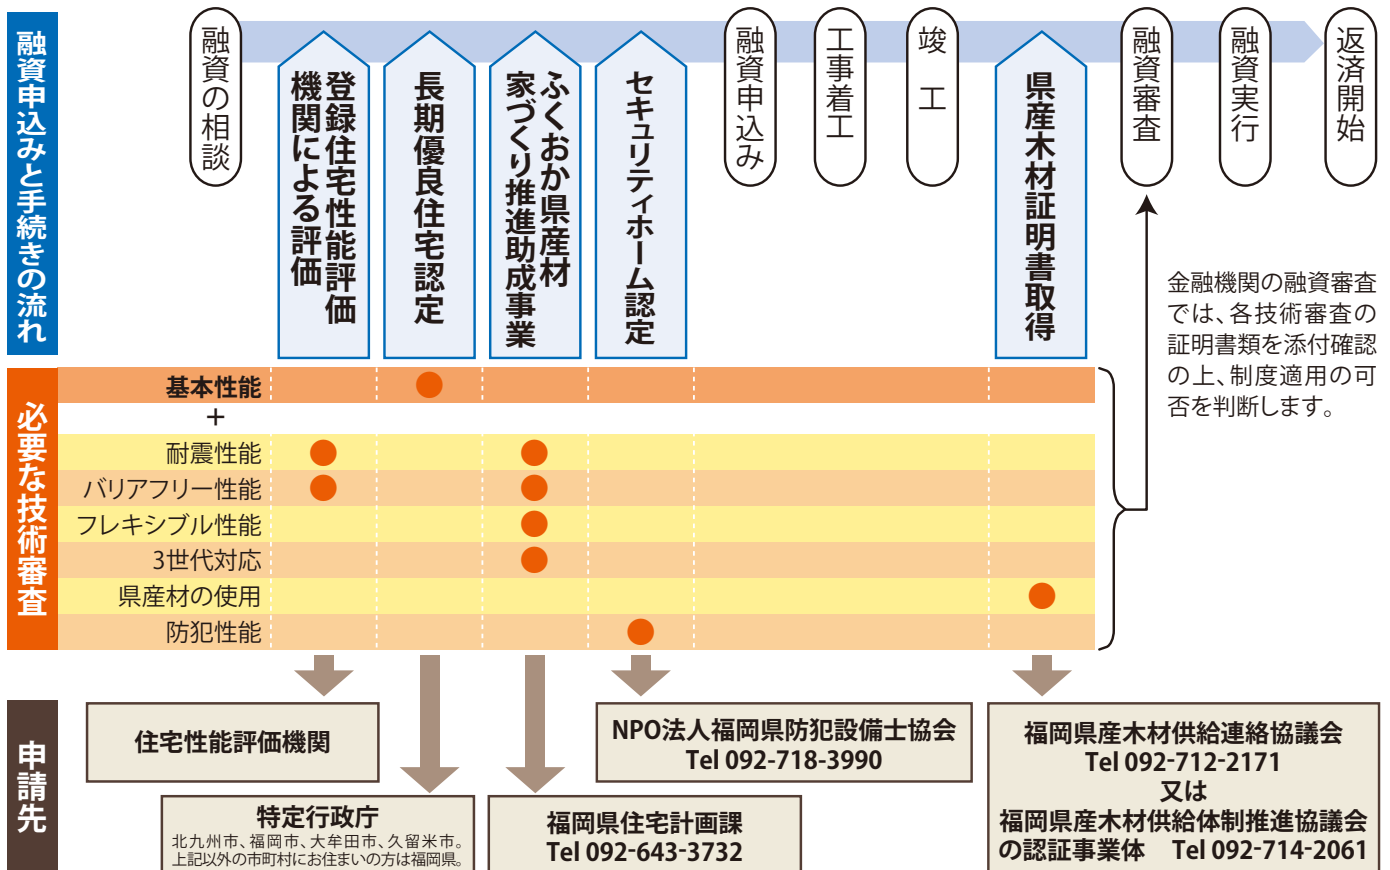 融資申込みと手続きの流れ
融資の相談
登録住宅性能評価
機関による評価
長期優良住宅認定
ふくおか県産材
家づくり推進助成事業
セキュリティホーム認定
融資申込み
工事着工
竣工
県産木材証明書取得
融資審査
融資実行
返済開始
金融機関の融資審査
では、各技術審査の
証明書類を添付確認
の上、制度適用の可
否を判断します。
必要な技術審査
基本性能
+
耐震性能
バリアフリー性能
フレキシブル性能
3世代対応
県産材の使用
防犯性能
申請先
住宅性能評価機関
特定行政庁
北九州市、福岡市、大牟田市、久留米市。
上記以外の市町村にお住まいの方は福岡県。
福岡県住宅計画課
Tel 092-643-3732
NPO法人福岡県防犯設備士協会
Tel 092-718-3990
福岡県産木材供給連絡協議会
Tel 092-712-2171
又は
福岡県産木材供給体制推進協議会
の認証事業体 Tel 092-714-2061